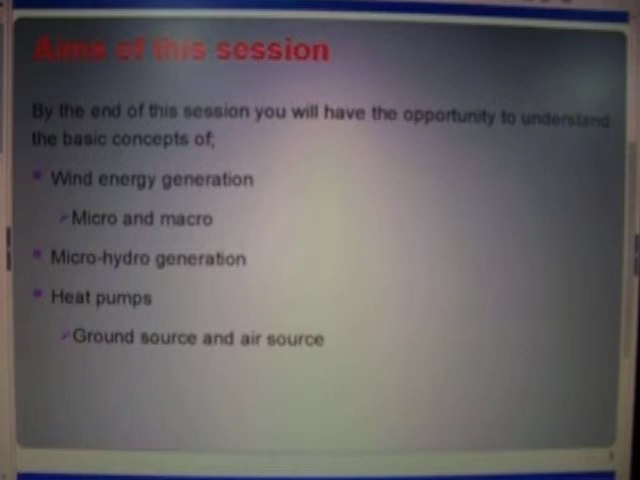 Aims of this session
By the end of this session you will have the opportunity to understand
the basic concepts of;
Wind energy generation
Micro and macro
Micro-hydro generation
Heat pumps
Ground source and air source